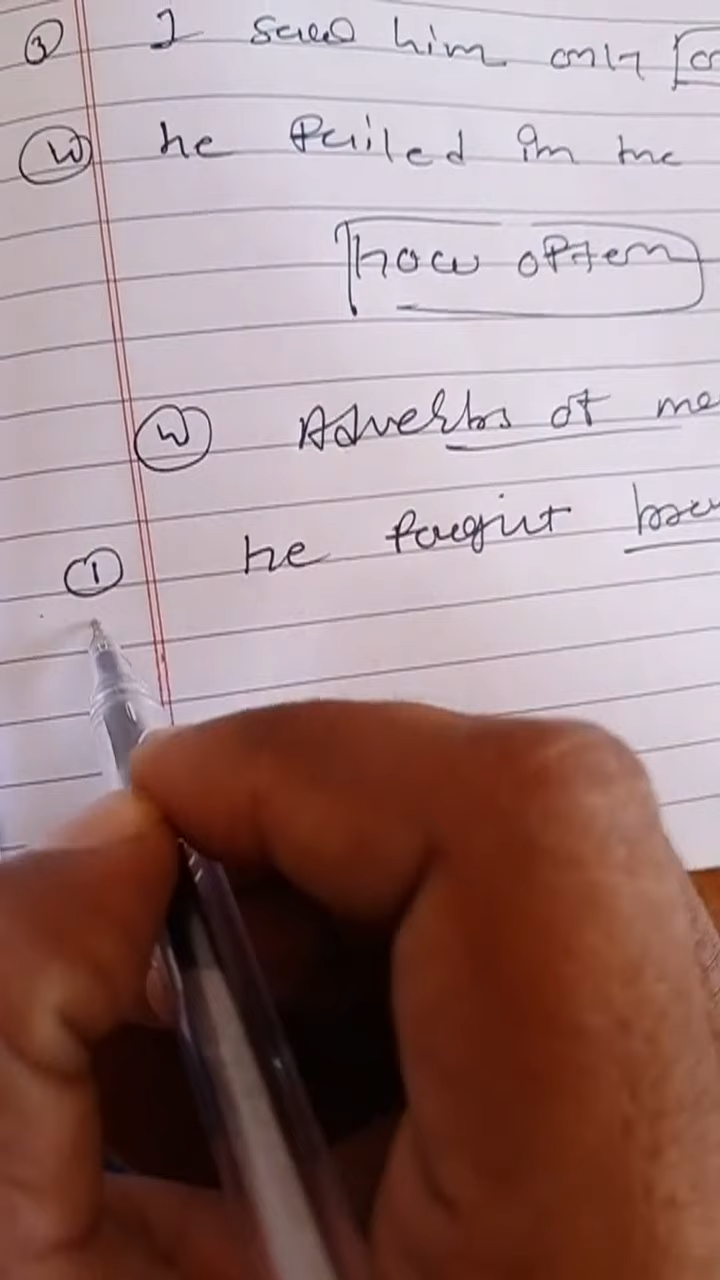 ③ I saw him only
④ he failed in the
how often
④ Adverbs of
① he fought